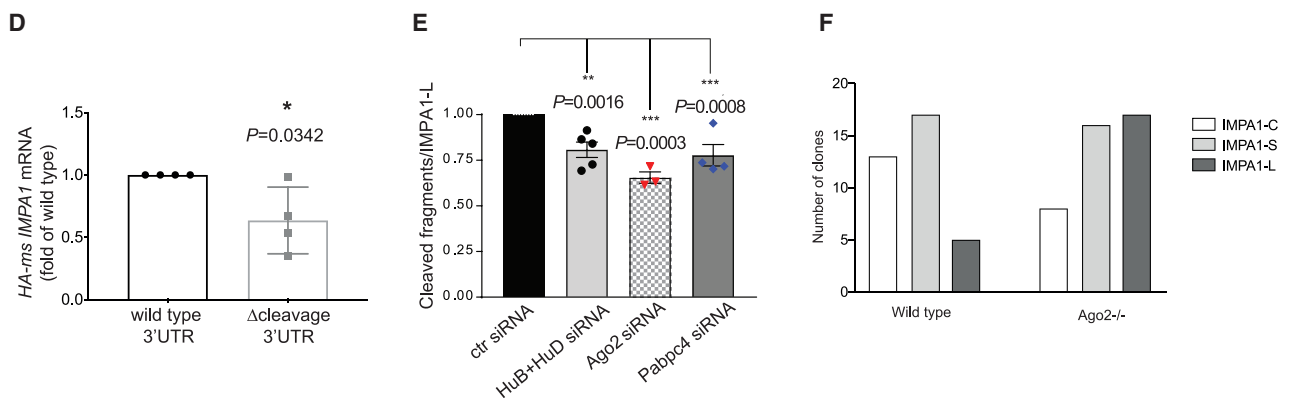 D
HA-ms IMPA1 mRNA
(fold of wild type)
1.5
1.0
0.5
0.0
*
P=0.0342
wild type
3'UTR
Δcleavage
3'UTR
E
Cleaved fragments/IMPA1-L
1.00
0.75
0.50
0.25
0.00
**
P=0.0016
***
P=0.0003
***
P=0.0008
ctr siRNA
HuB+HuD siRNA
Ago2 siRNA
Pabpc4 siRNA
F
Number of clones
20
15
10
5
0
Wild type
Ago2-/-
IMPA1-C
IMPA1-S
IMPA1-L